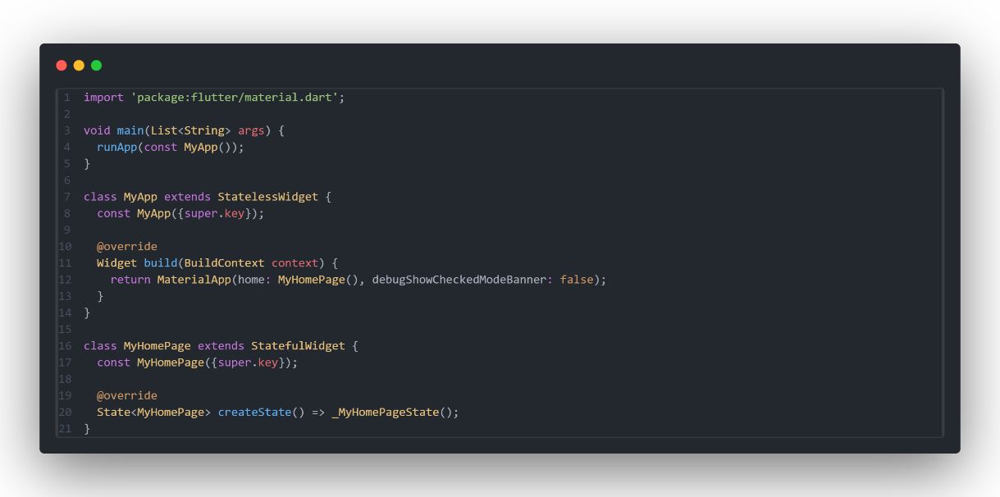 1 import 'package:flutter/material.dart';
2
3 void main(List<String> args) {
4   runApp(const MyApp());
5 }
6
7 class MyApp extends StatelessWidget {
8   const MyApp({super.key});
9
10   @override
11   Widget build(BuildContext context) {
12     return MaterialApp(home: MyHomePage(), debugShowCheckedModeBanner: false);
13   }
14 }
15
16 class MyHomePage extends StatefulWidget {
17   const MyHomePage({super.key});
18
19   @override
20   State<MyHomePage> createState() => _MyHomePageState();
21 }